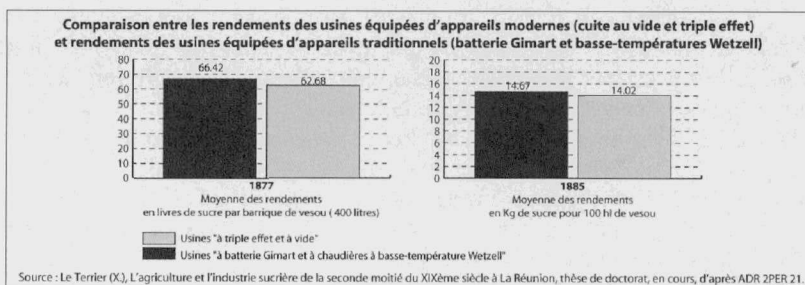 Comparaison entre les rendements des usines équipées d'appareils modernes (cuite au vide et triple effet)
et rendements des usines équipées d'appareils traditionnels (batterie Gimart et basse-températures Wetzell)
80
70
60
50
40
30
20
10
0
66.42
62.68
1877
Moyenne des rendements
en livres de sucre par barrique de vesou ( 400 litres)
20
18
16
14
12
10
8
6
4
2
0
14.67
14.02
1885
Moyenne des rendements
en Kg de sucre pour 100 hl de vesou
Usines "à triple effet et à vide"
Usines "à batterie Gimart et à chaudières à basse-température Wetzell"
Source : Le Terrier (X.), L'agriculture et l'industrie sucrière de la seconde moitié du XIXème siècle à La Réunion, thèse de doctorat, en cours, d'après ADR 2PER 21.